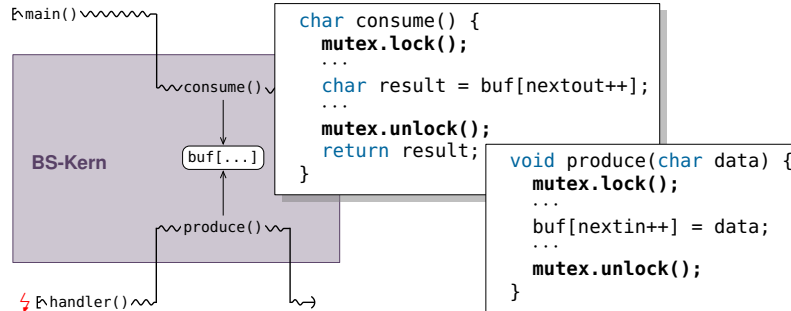 main()
consume()
BS-Kern
buf[...]
produce()
handler()
char consume() {
mutex.lock();
...
char result = buf[nextout++];
...
mutex.unlock();
return result;
}
void produce(char data) {
mutex.lock();
...
buf[nextin++] = data;
...
mutex.unlock();
}